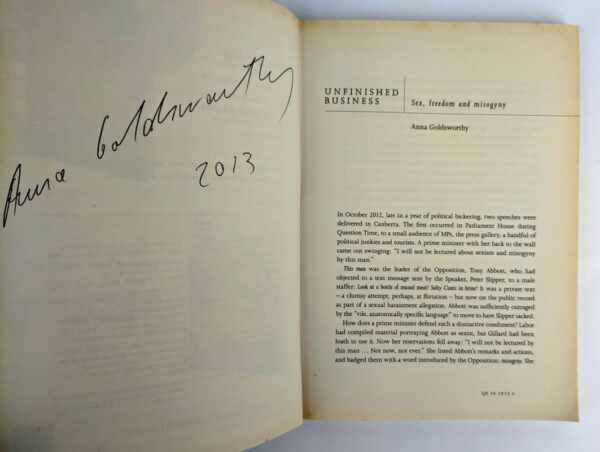 Anna Goldsworthy
2013
UNFINISHED
BUSINESS
Sex, freedom and misogyny
Anna Goldsworthy
In October 2012, late in a year of political bickering, two speeches were
delivered in Canberra. The first occurred in Parliament House during
Question Time, to a small audience of MPs, the press gallery, a handful of
political junkies and tourists. A prime minister with her back to the wall
came out swinging: "I will not be lectured about sexism and misogyny
by this man."
This man was the leader of the Opposition, Tony Abbott, who had
objected to a text message sent by the Speaker, Peter Slipper, to a male
staffer: Look at a bottle of mussel meat! Salty Cunts in brine! It was a private text
– a clumsy attempt, perhaps, at flirtation – but now on the public record
as part of a sexual harassment allegation. Abbott was sufficiently outraged
by the "vile, anatomically specific language" to move to have Slipper sacked.
How does a prime minister defend such a distinctive condiment? Labor
had compiled material portraying Abbott as sexist, but Gillard had been
loath to use it. Now her reservations fell away: "I will not be lectured by
this man ... Not now, not ever." She listed Abbott's remarks and actions,
and badged them with a word introduced by the Opposition: misogyny. She
QE 50 2013 1